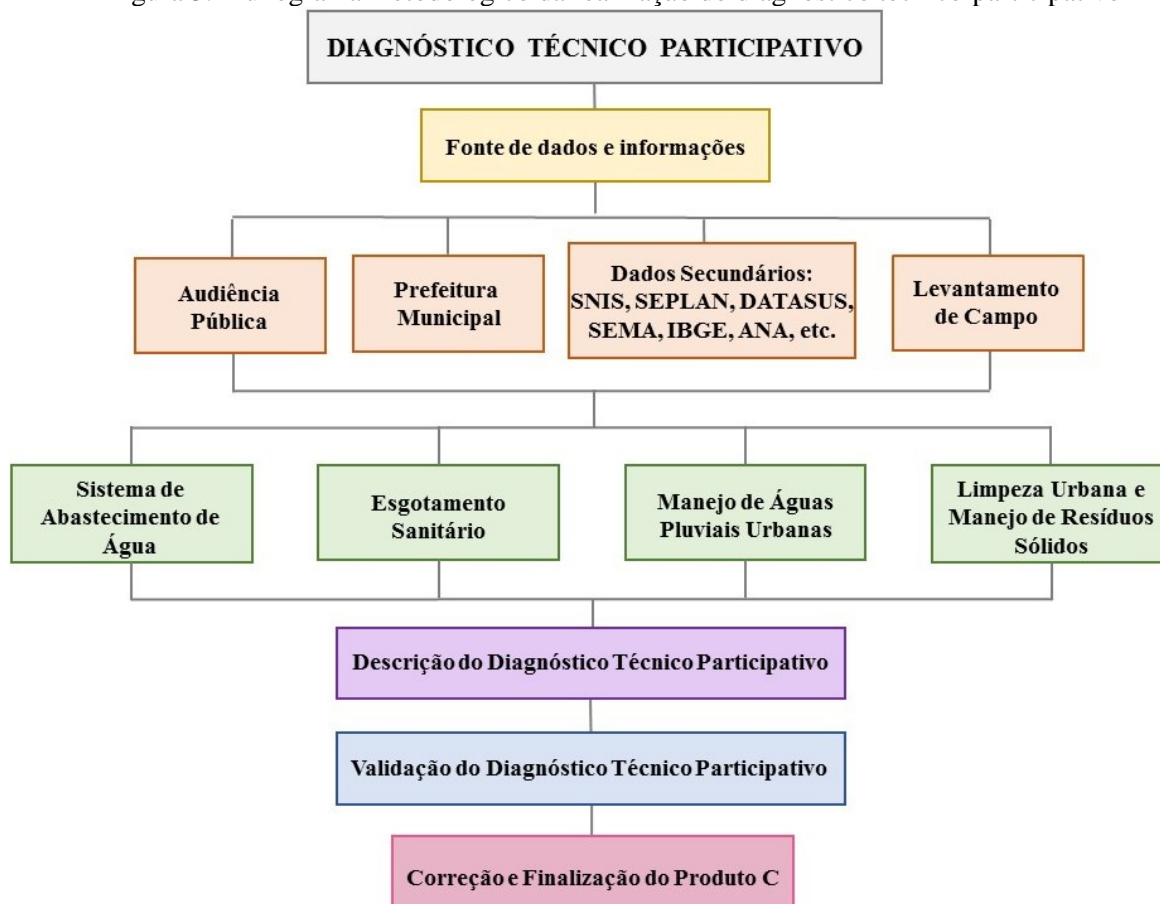 DIAGNÓSTICO TÉCNICO PARTICIPATIVO
Fonte de dados e informações
Audiência
Pública
Prefeitura
Municipal
Dados Secundários:
SNIS, SEPLAN, DATASUS,
SEMA, IBGE, ANA, etc.
Levantamento
de Campo
Sistema de
Abastecimento de
Água
Esgotamento
Sanitário
Manejo de Águas
Pluviais Urbanas
Limpeza Urbana e
Manejo de Resíduos
Sólidos
Descrição do Diagnóstico Técnico Participativo
Validação do Diagnóstico Técnico Participativo
Correção e Finalização do Produto C